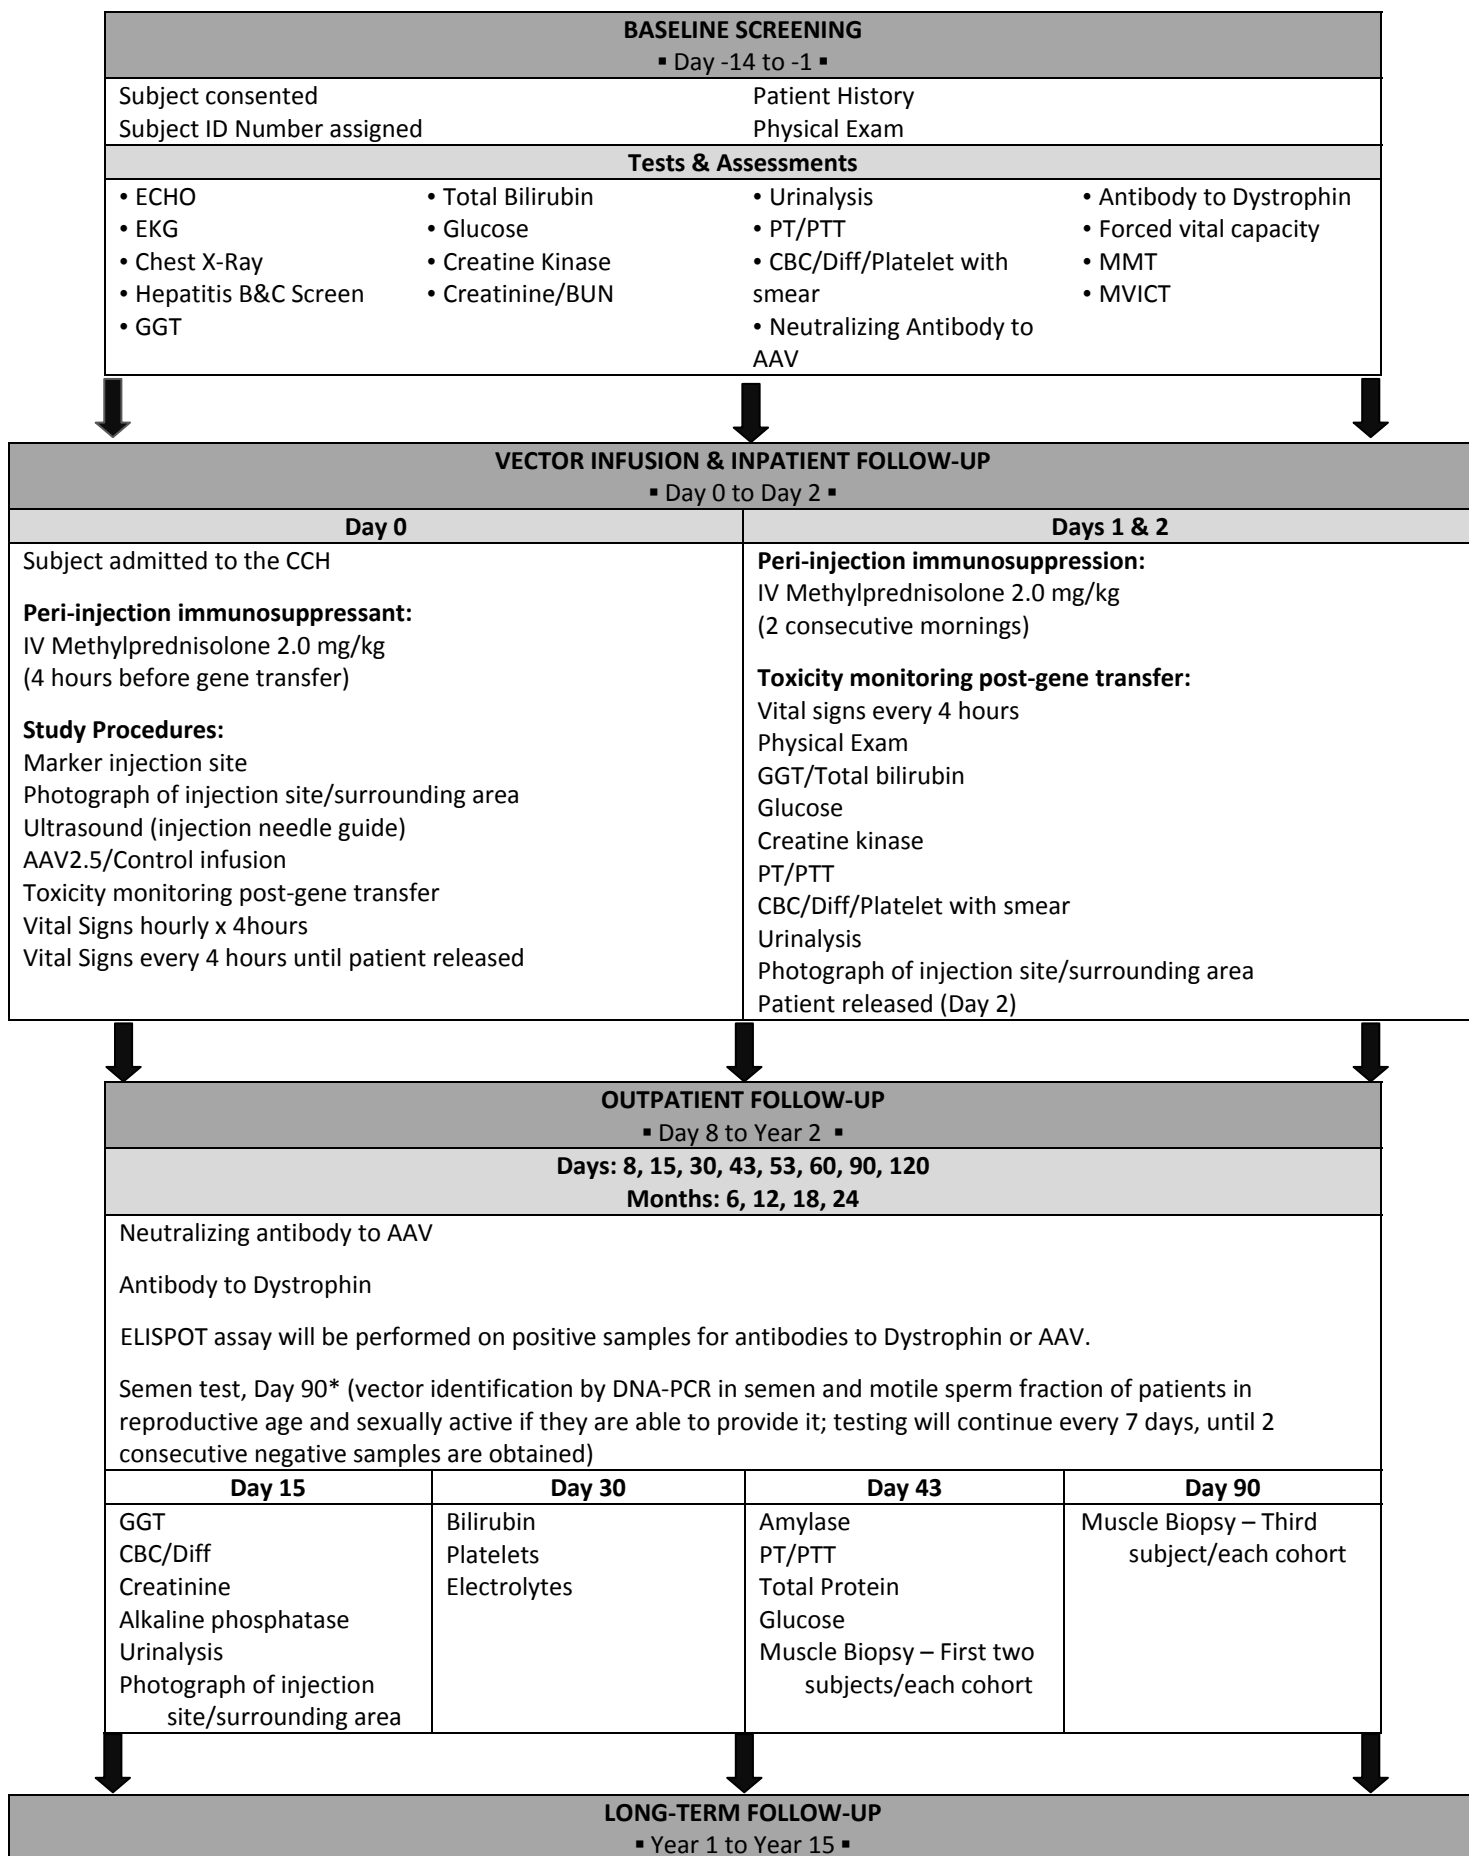 BASELINE SCREENING
▪ Day -14 to -1 ▪
Subject consented
Subject ID Number assigned
Patient History
Physical Exam
Tests & Assessments
• ECHO
• EKG
• Chest X-Ray
• Hepatitis B&C Screen
• GGT
• Total Bilirubin
• Glucose
• Creatine Kinase
• Creatinine/BUN
• Urinalysis
• PT/PTT
• CBC/Diff/Platelet with
smear
• Neutralizing Antibody to
AAV
• Antibody to Dystrophin
• Forced vital capacity
• MMT
• MVICT
VECTOR INFUSION & INPATIENT FOLLOW-UP
▪ Day 0 to Day 2 ▪
Day 0
Subject admitted to the CCH
Peri-injection immunosuppressant:
IV Methylprednisolone 2.0 mg/kg
(4 hours before gene transfer)
Study Procedures:
Marker injection site
Photograph of injection site/surrounding area
Ultrasound (injection needle guide)
AAV2.5/Control infusion
Toxicity monitoring post-gene transfer
Vital Signs hourly x 4hours
Vital Signs every 4 hours until patient released
Days 1 & 2
Peri-injection immunosuppression:
IV Methylprednisolone 2.0 mg/kg
(2 consecutive mornings)
Toxicity monitoring post-gene transfer:
Vital signs every 4 hours
Physical Exam
GGT/Total bilirubin
Glucose
Creatine kinase
PT/PTT
CBC/Diff/Platelet with smear
Urinalysis
Photograph of injection site/surrounding area
Patient released (Day 2)
OUTPATIENT FOLLOW-UP
▪ Day 8 to Year 2 ▪
Days: 8, 15, 30, 43, 53, 60, 90, 120
Months: 6, 12, 18, 24
Neutralizing antibody to AAV
Antibody to Dystrophin
ELISPOT assay will be performed on positive samples for antibodies to Dystrophin or AAV.
Semen test, Day 90* (vector identification by DNA-PCR in semen and motile sperm fraction of patients in
reproductive age and sexually active if they are able to provide it; testing will continue every 7 days, until 2
consecutive negative samples are obtained)
Day 15
GGT
CBC/Diff
Creatinine
Alkaline phosphatase
Urinalysis
Photograph of injection
site/surrounding area
Day 30
Bilirubin
Platelets
Electrolytes
Day 43
Amylase
PT/PTT
Total Protein
Glucose
Muscle Biopsy – First two
subjects/each cohort
Day 90
Muscle Biopsy – Third
subject/each cohort
LONG-TERM FOLLOW-UP
▪ Year 1 to Year 15 ▪